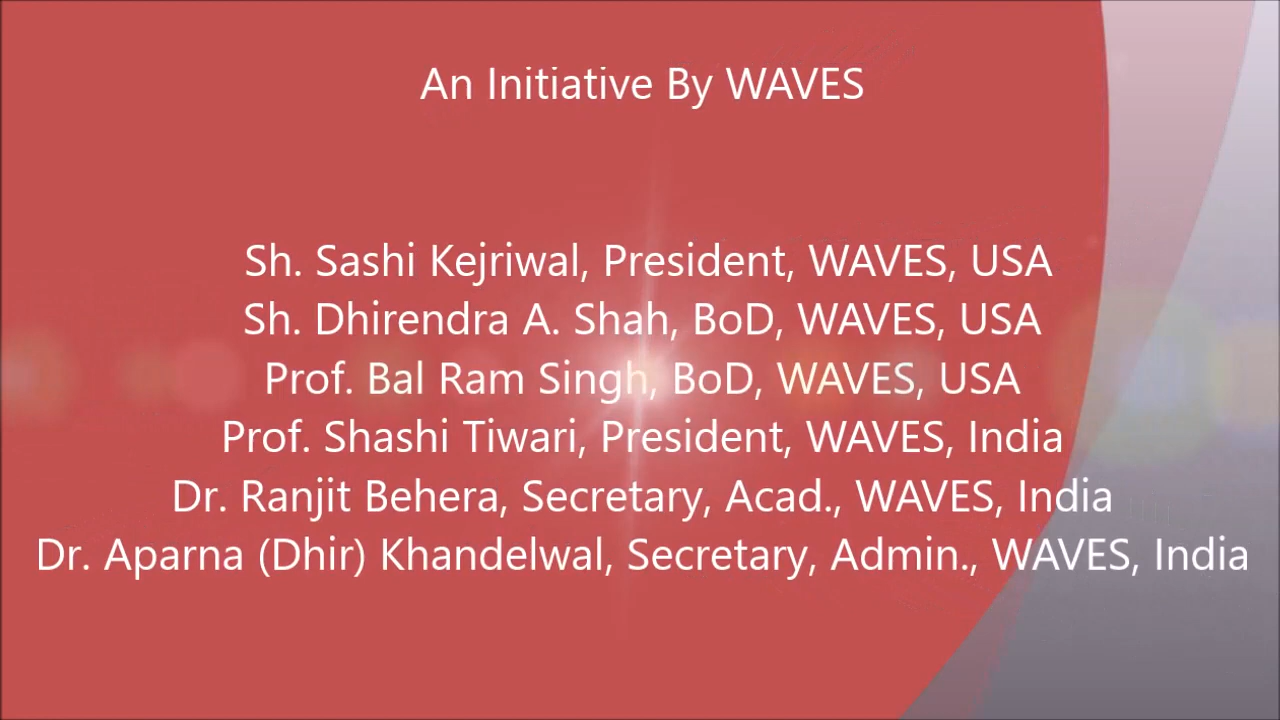 An Initiative By WAVES
Sh. Sashi Kejriwal, President, WAVES, USA
Sh. Dhirendra A. Shah, BoD, WAVES, USA
Prof. Bal Ram Singh, BoD, WAVES, USA
Prof. Shashi Tiwari, President, WAVES, India
Dr. Ranjit Behera, Secretary, Acad., WAVES, India
Dr. Aparna (Dhir) Khandelwal, Secretary, Admin., WAVES, India